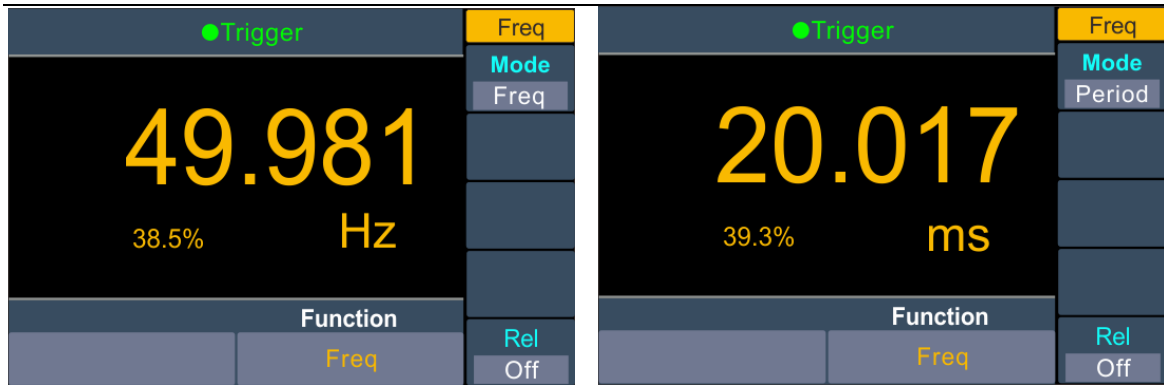 ●Trigger
Freq
Mode
Freq
49.981
38.5%
Hz
Function
Freq
Rel
Off
●Trigger
Freq
Mode
Period
20.017
39.3%
ms
Function
Freq
Rel
Off